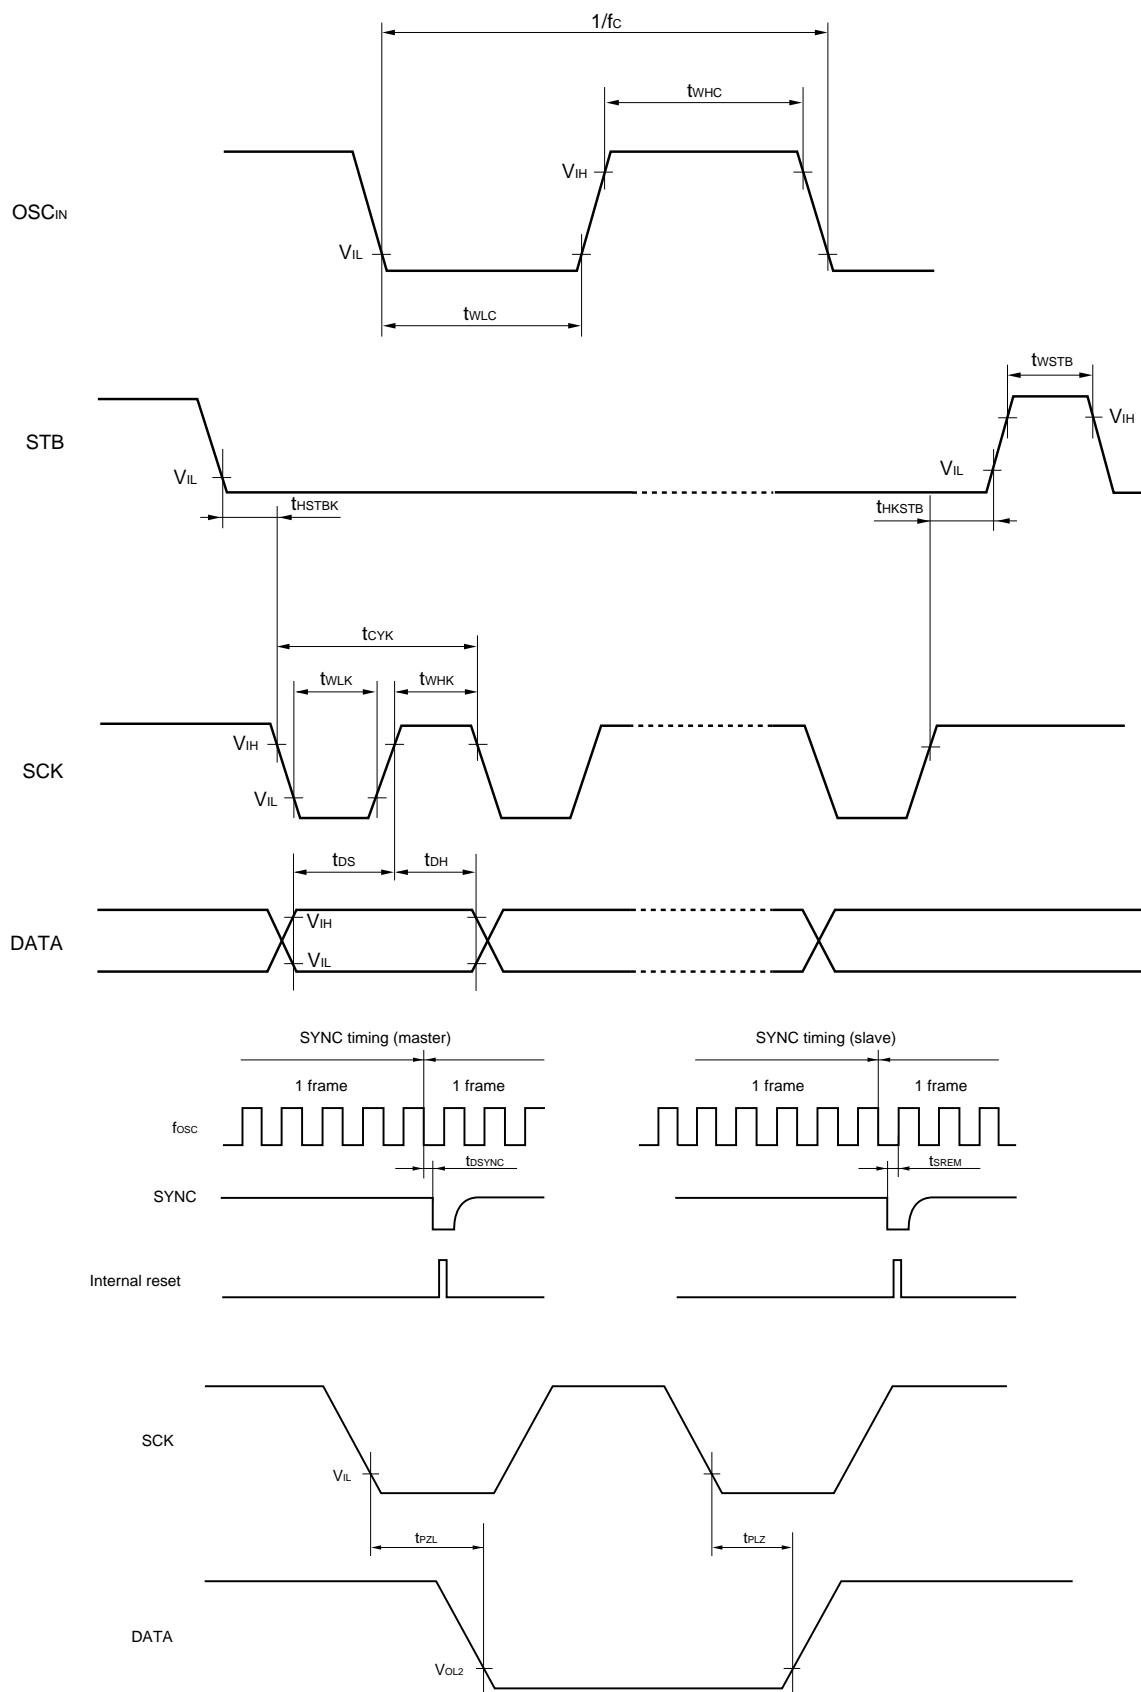 1/fC
tWHC
VIH
OSCIN
VIL
tWLC
tWSTB
STB
VIH
VIL
VIL
tHSTBK
tHKSTB
tCYK
tWLK
tWHK
VIH
SCK
VIL
tDS
tDH
VIH
DATA
VIL
SYNC timing (master)
SYNC timing (slave)
1 frame
1 frame
1 frame
1 frame
fOSC
tDSYNC
tSREM
SYNC
Internal reset
SCK
VIL
tPZL
tPLZ
DATA
VOL2